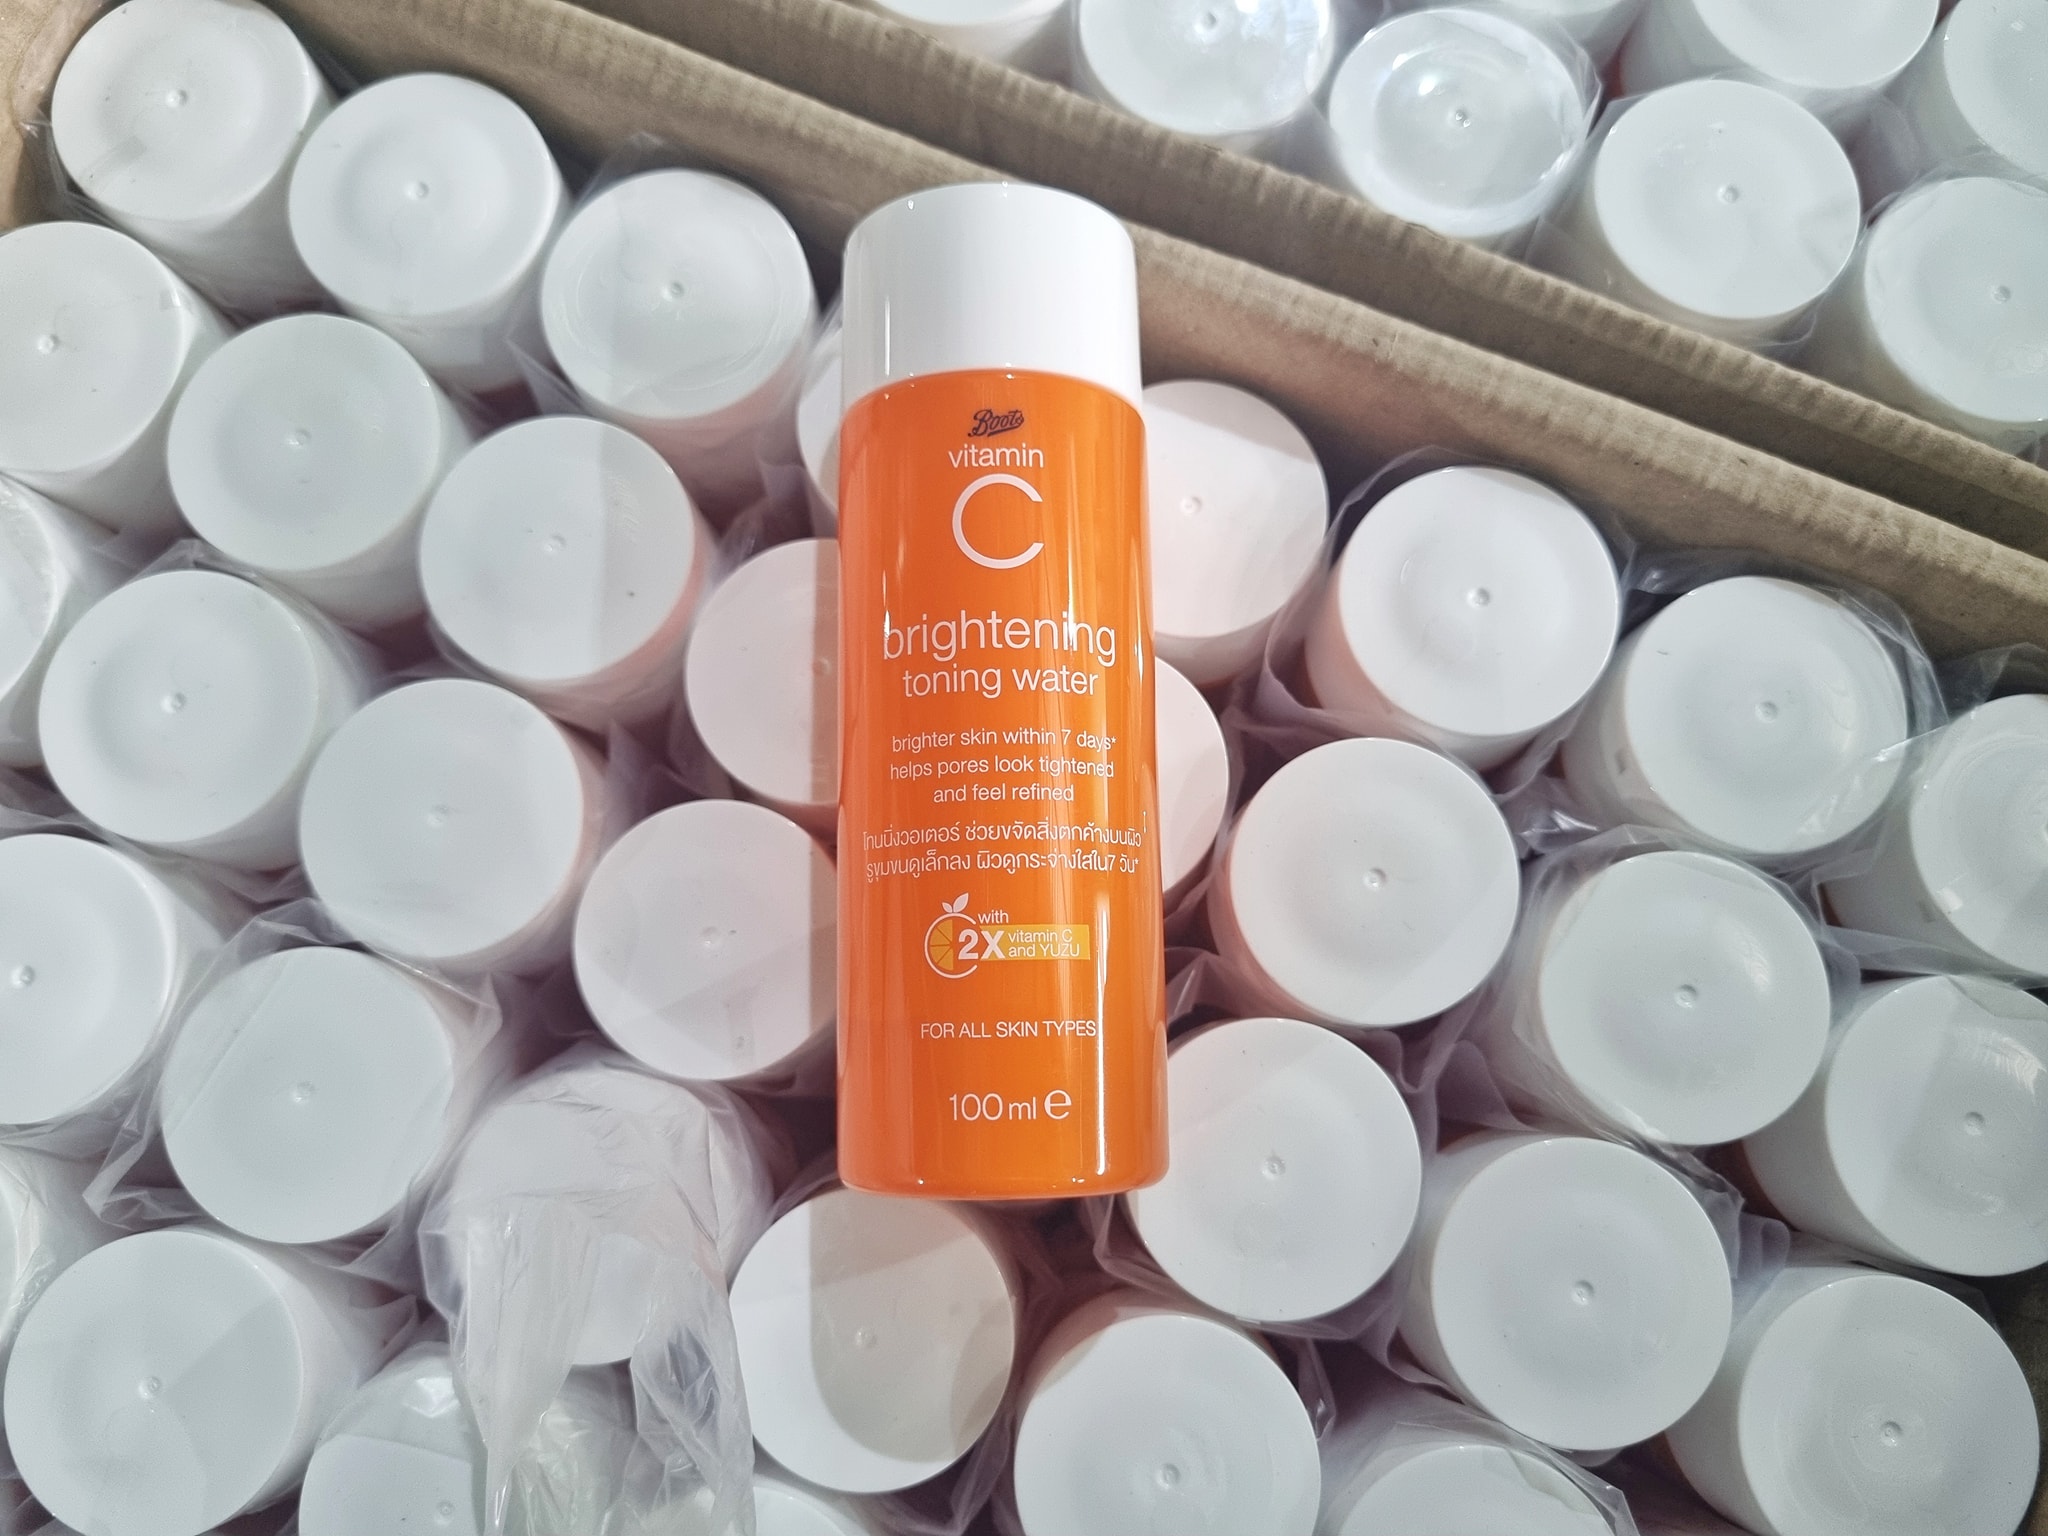 Boots
vitamin
C
brightening
toning water
brighter skin within 7 days*
helps pores look tightened
and feel refined
โทนนิ่งวอเตอร์ ช่วยขจัดสิ่งตกค้างบนผิว†
รูขุมขนดูเล็กลง ผิวดูกระจ่างใสใน7 วัน*
with
2X vitamin C
and YUZU
FOR ALL SKIN TYPES
100 ml e